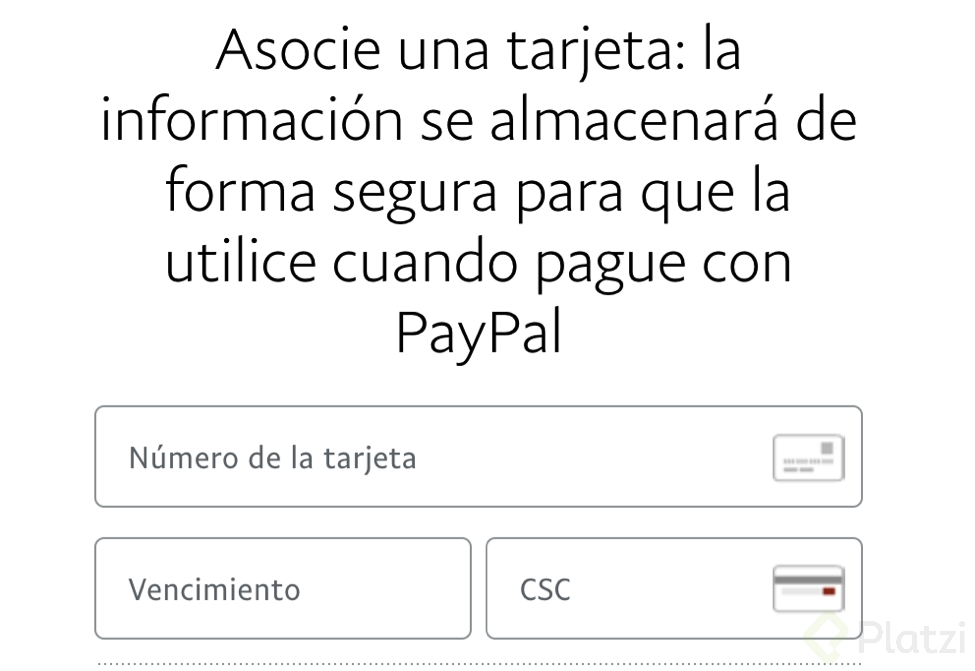 Asocie una tarjeta: la
información se almacenará de
forma segura para que la
utilice cuando pague con
PayPal
Número de la tarjeta
Vencimiento
CSC
Platzi